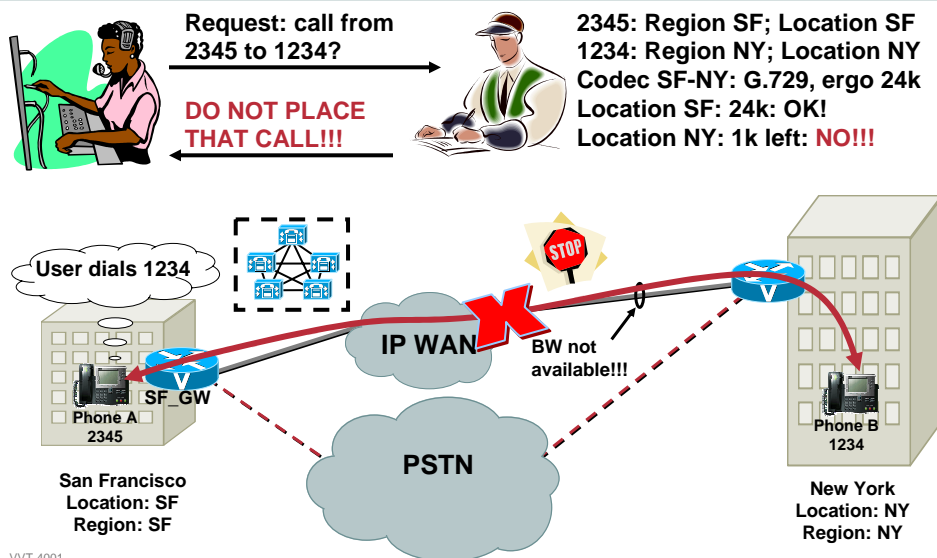 Request: call from
2345 to 1234?
DO NOT PLACE
THAT CALL!!!
2345: Region SF; Location SF
1234: Region NY; Location NY
Codec SF-NY: G.729, ergo 24k
Location SF: 24k: OK!
Location NY: 1k left: NO!!!
User dials 1234
STOP
V
IP WAN
BW not
available!!!
V
SF_GW
Phone A
2345
Phone B
1234
PSTN
San Francisco
Location: SF
Region: SF
New York
Location: NY
Region: NY
VVT-4001